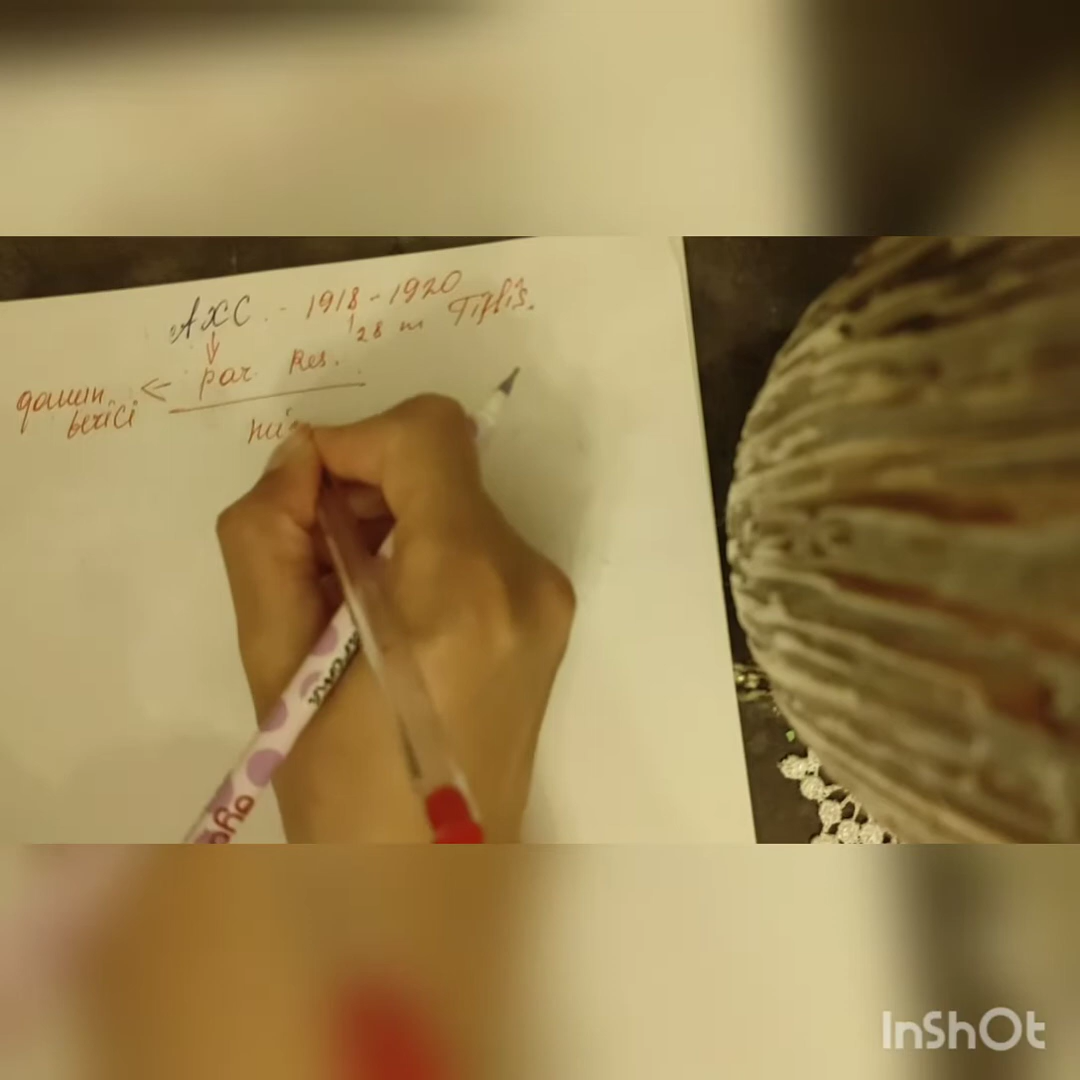 AXC. - 1918-1920
28 m Tiflis.
par. Res.
qanun <
verici
InShOt